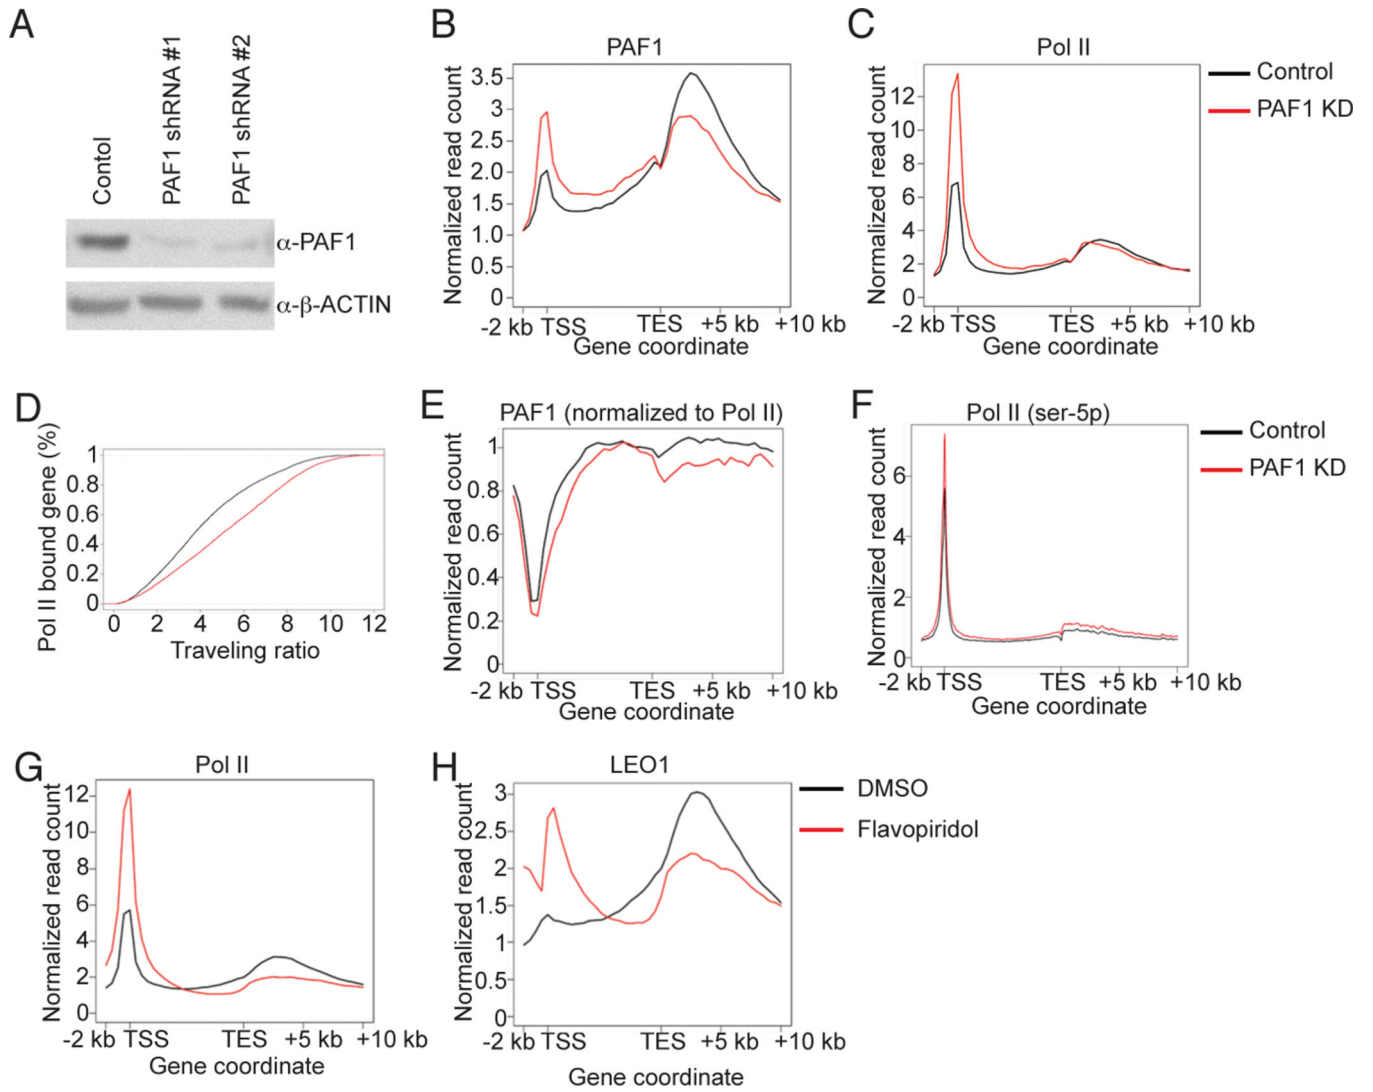 A
Contol
PAF1 shRNA #1
PAF1 shRNA #2
α-PAF1
α-β-ACTIN
B
PAF1
Normalized read count
3.5
3
2.5
2.0
1.5
1.0
0.5
0
-2 kb TSS TES +5 kb +10 kb
Gene coordinate
C
Pol II
Normalized read count
12
10
8
6
4
2
0
-2 kb TSS TES +5 kb +10 kb
Gene coordinate
Control
PAF1 KD
D
Pol II bound gene (%)
1
0.8
0.6
0.4
0.2
0
0 2 4 6 8 10 12
Traveling ratio
E
PAF1 (normalized to Pol II)
Normalized read count
1
0.8
0.6
0.4
0.2
0
-2 kb TSS TES +5 kb +10 kb
Gene coordinate
F
Pol II (ser-5p)
Normalized read count
6
4
2
0
-2 kb TSS TES +5 kb +10 kb
Gene coordinate
Control
PAF1 KD
G
Pol II
Normalized read count
12
10
8
6
4
2
0
-2 kb TSS TES +5 kb +10 kb
Gene coordinate
H
LEO1
Normalized read count
3
2.5
2
1.5
1
0.5
0
-2 kb TSS TES +5 kb +10 kb
Gene coordinate
DMSO
Flavopiridol